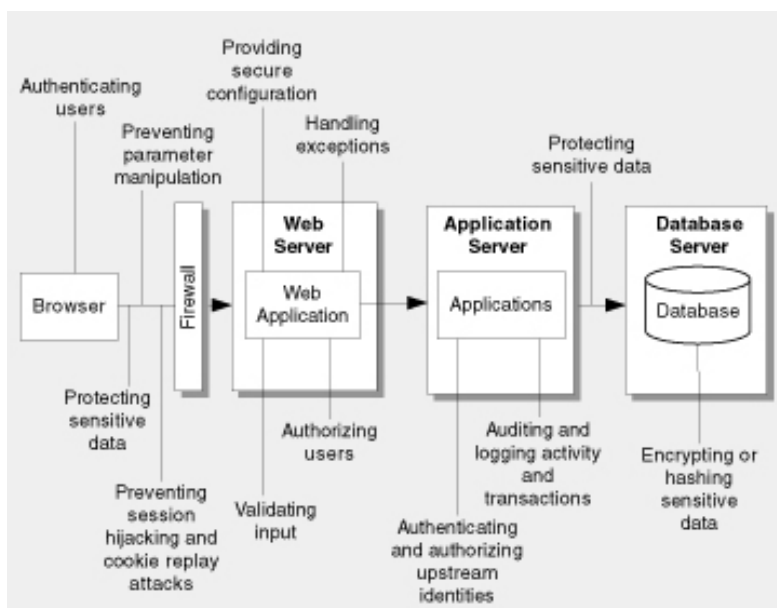 Providing
secure
configuration
Authenticating
users
Preventing
parameter
manipulation
Handling
exceptions
Protecting
sensitive data
Web
Server
Application
Server
Database
Server
Browser
Firewall
Web
Application
Applications
Database
Protecting
sensitive
data
Authorizing
users
Auditing and
logging activity
and
transactions
Encrypting or
hashing
sensitive
data
Preventing
session
hijacking and
cookie replay
attacks
Validating
input
Authenticating
and authorizing
upstream
identities